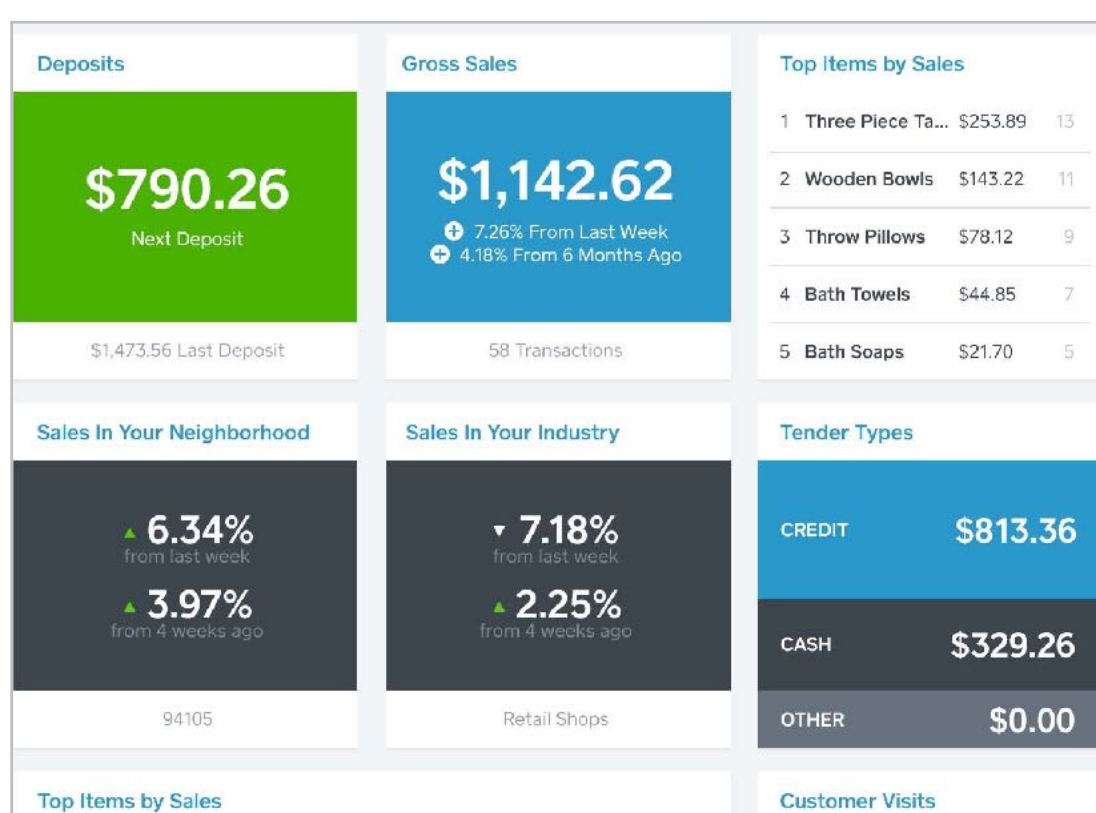 Deposits
$790.26
Next Deposit
$1,473.56 Last Deposit
Gross Sales
$1,142.62
7.26% From Last Week
4.18% From 6 Months Ago
58 Transactions
Top Items by Sales
1 Three Piece Ta... $253.89 13
2 Wooden Bowls $143.22 11
3 Throw Pillows $78.12 9
4 Bath Towels $44.85 7
5 Bath Soaps $21.70 5
Sales In Your Neighborhood
▲ 6.34%
from last week
▲ 3.97%
from 4 weeks ago
94105
Sales In Your Industry
▼ 7.18%
from last week
▲ 2.25%
from 4 weeks ago
Retail Shops
Tender Types
CREDIT $813.36
CASH $329.26
OTHER $0.00
Top Items by Sales
Customer Visits